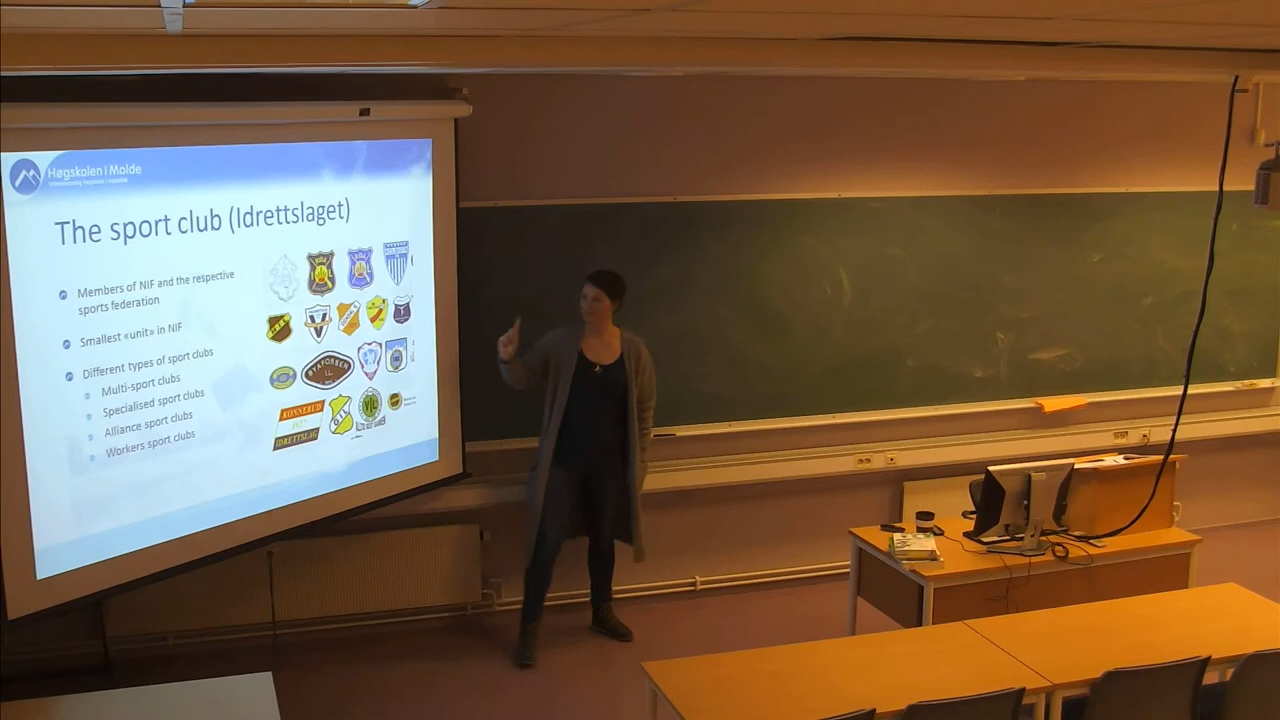 Høgskolen i Molde
The sport club (Idrettslaget)
Members of NIF and the respective
sports federation
Smallest «unit» in NIF
Different types of sport clubs
Multi-sport clubs
Specialised sport clubs
Alliance sport clubs
Workers sport clubs
ØYAFOSSEN
I.L.
KONNERUD
IDRETTSLAG